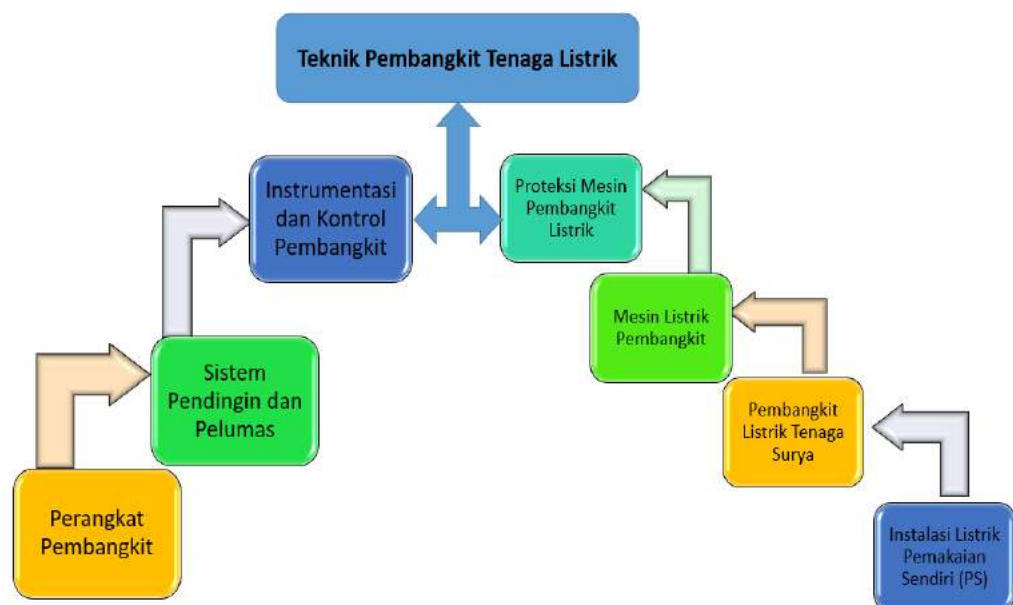 Teknik Pembangkit Tenaga Listrik
Instrumentasi
dan Kontrol
Pembangkit
Proteksi Mesin
Pembangkit
Listrik
Sistem
Pendingin dan
Pelumas
Mesin Listrik
Pembangkit
Perangkat
Pembangkit
Pembangkit
Listrik Tenaga
Surya
Instalasi Listrik
Pemakaian
Sendiri (PS)